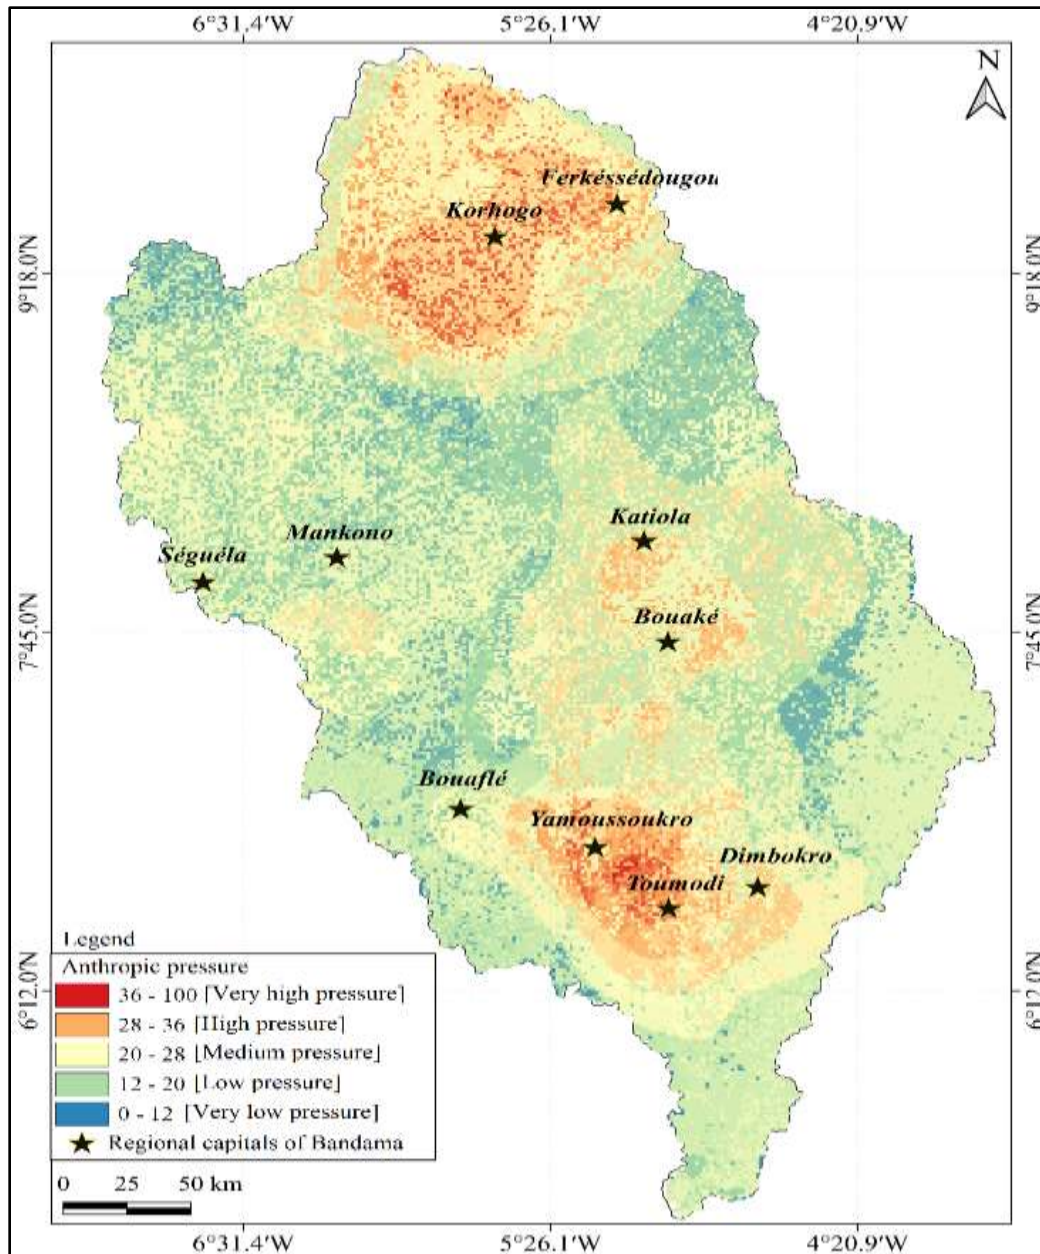 6°31.4'W 5°26.1'W 4°20.9'W
N
Ferkéssédougou
Korhogo
9°18.0'N 9°18.0'N
Katiola
Mankono
Séguéla
Bouaké
7°45.0'N 7°45.0'N
Bouaflé
Yamoussoukro
Dimbokro
Toumodi
Legend
Anthropic pressure
36 - 100 [Very high pressure]
28 - 36 [High pressure]
20 - 28 [Medium pressure]
12 - 20 [Low pressure]
0 - 12 [Very low pressure]
Regional capitals of Bandama
6°12.0'N 6°12.0'N
0 25 50 km
6°31.4'W 5°26.1'W 4°20.9'W